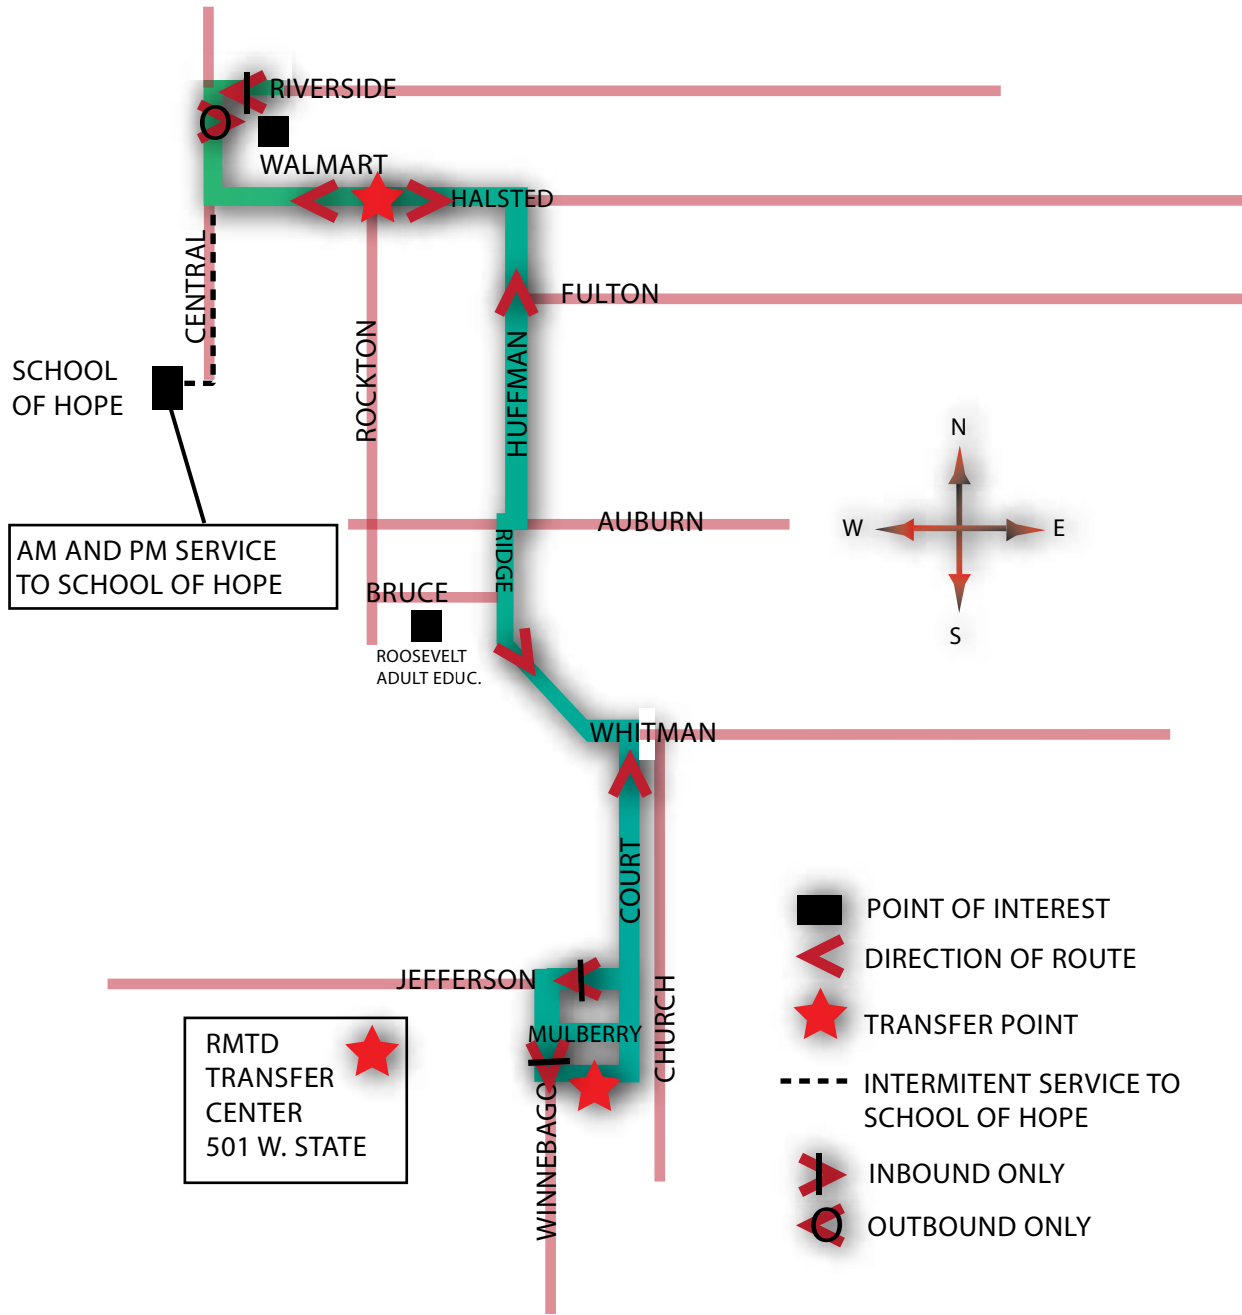 RIVERSIDE
WALMART
HALSTED
CENTRAL
FULTON
ROCKTON
HUFFMAN
SCHOOL
OF HOPE
N
W
E
S
AUBURN
AM AND PM SERVICE
TO SCHOOL OF HOPE
RIDGE
BRUCE
ROOSEVELT
ADULT EDUC.
WHITMAN
COURT
CHURCH
JEFFERSON
MULBERRY
WINNEBAGO
RMTD
TRANSFER
CENTER
501 W. STATE
POINT OF INTEREST
DIRECTION OF ROUTE
TRANSFER POINT
INTERMITENT SERVICE TO
SCHOOL OF HOPE
INBOUND ONLY
OUTBOUND ONLY